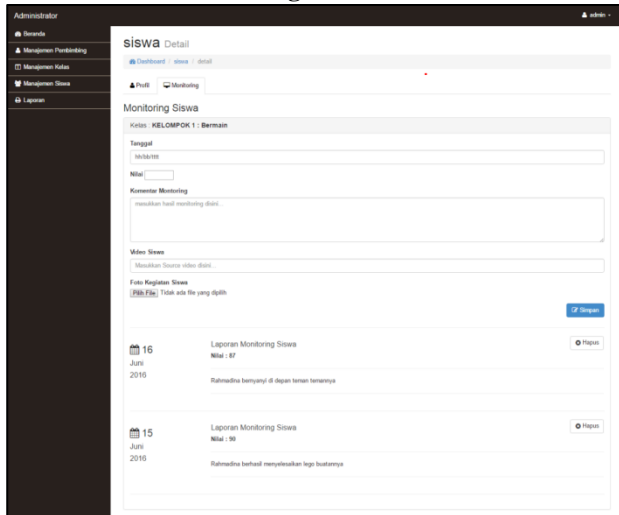 Administrator
admin
Beranda
Manajemen Pembimbing
Manajemen Kelas
Manajemen Siswa
Laporan
siswa Detail
Dashboard / siswa / detail
Profil
Monitoring
Monitoring Siswa
Kelas : KELOMPOK 1 : Bermain
Tanggal
hh/bb/tttt
Nilai
Komentar Montoring
masukkan hasil monitoring disini...
Video Siswa
Masukkan Source video disini...
Foto Kegiatan Siswa
Pilih File Tidak ada file yang dipilih
Simpan
16
Juni
2016
Laporan Monitoring Siswa
Nilai : 87
Rahmadina bernyanyi di depan teman temannya
Hapus
15
Juni
2016
Laporan Monitoring Siswa
Nilai : 90
Rahmadina berhasil menyelesaikan lego buatannya
Hapus